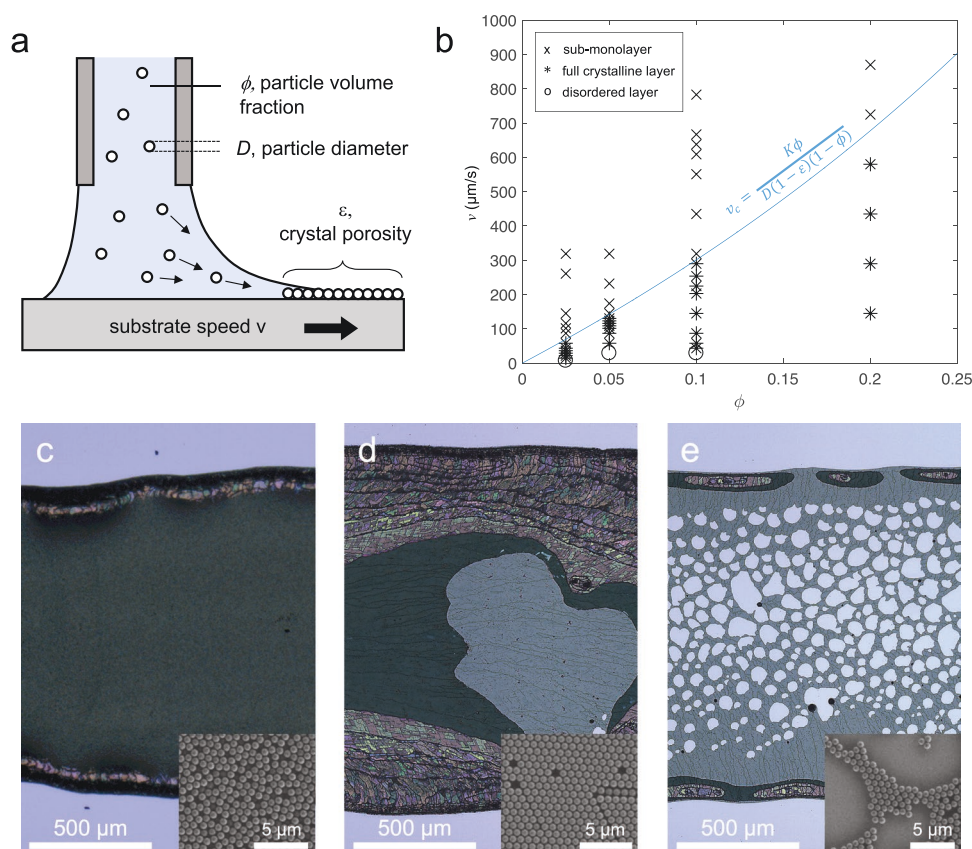 a
ϕ, particle volume
fraction
D, particle diameter
ε,
crystal porosity
substrate speed v
b
1000
900
800
700
600
500
400
300
200
100
0
v (μm/s)
x sub-monolayer
* full crystalline layer
o disordered layer
v_c = Kϕ / D(1 − ε)(1 − ϕ)
0
0.05
0.1
0.15
0.2
0.25
ϕ
c
500 μm
5 μm
d
500 μm
5 μm
e
500 μm
5 μm